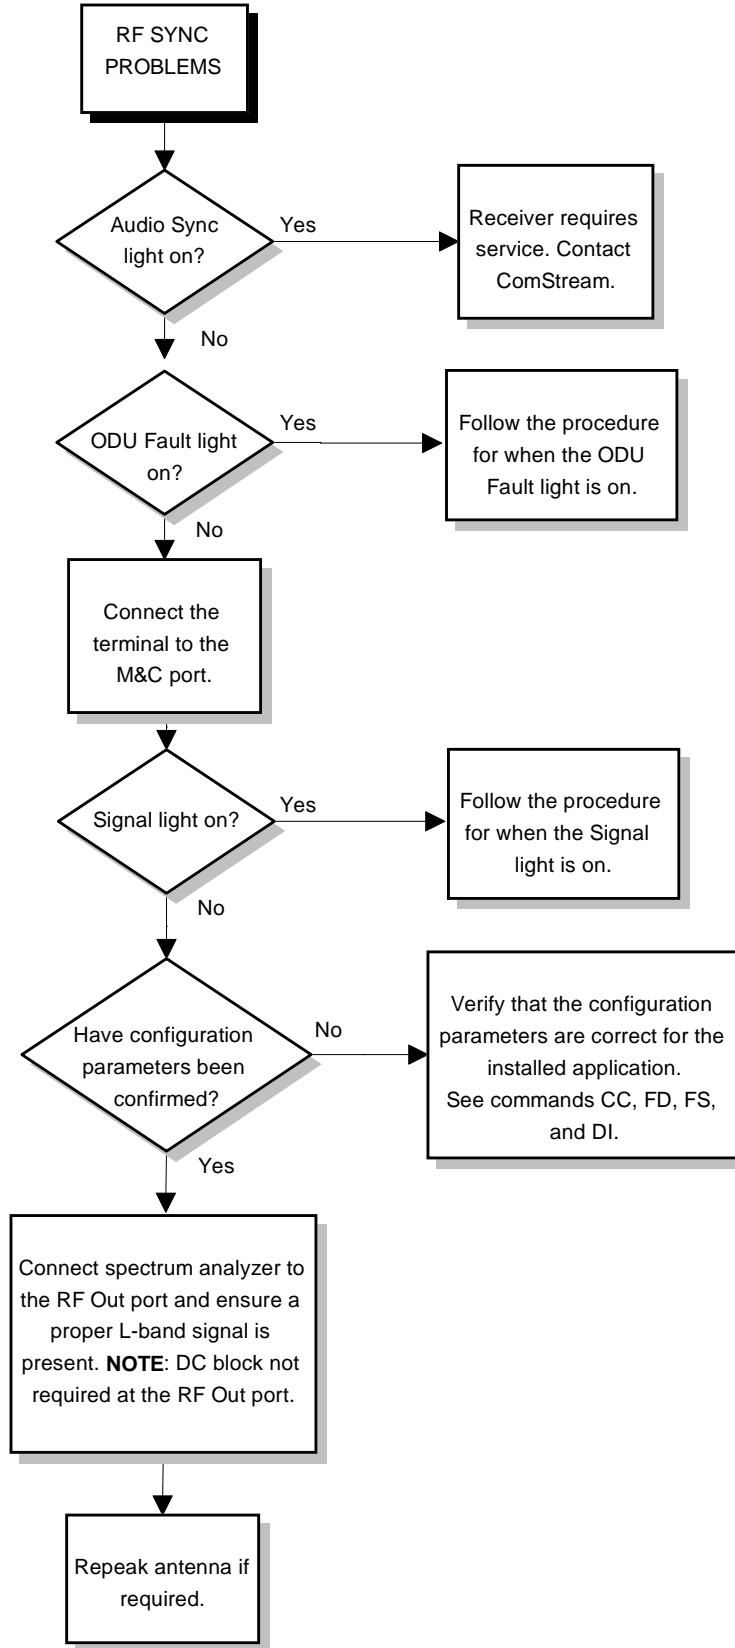 RF SYNC
PROBLEMS
Audio Sync
light on?
Yes
Receiver requires
service. Contact
ComStream.
No
ODU Fault light
on?
Yes
Follow the procedure
for when the ODU
Fault light is on.
No
Connect the
terminal to the
M&C port.
Signal light on?
Yes
Follow the procedure
for when the Signal
light is on.
No
Have configuration
parameters been
confirmed?
No
Verify that the configuration
parameters are correct for the
installed application.
See commands CC, FD, FS,
and DI.
Yes
Connect spectrum analyzer to
the RF Out port and ensure a
proper L-band signal is
present. NOTE: DC block not
required at the RF Out port.
Repeak antenna if
required.